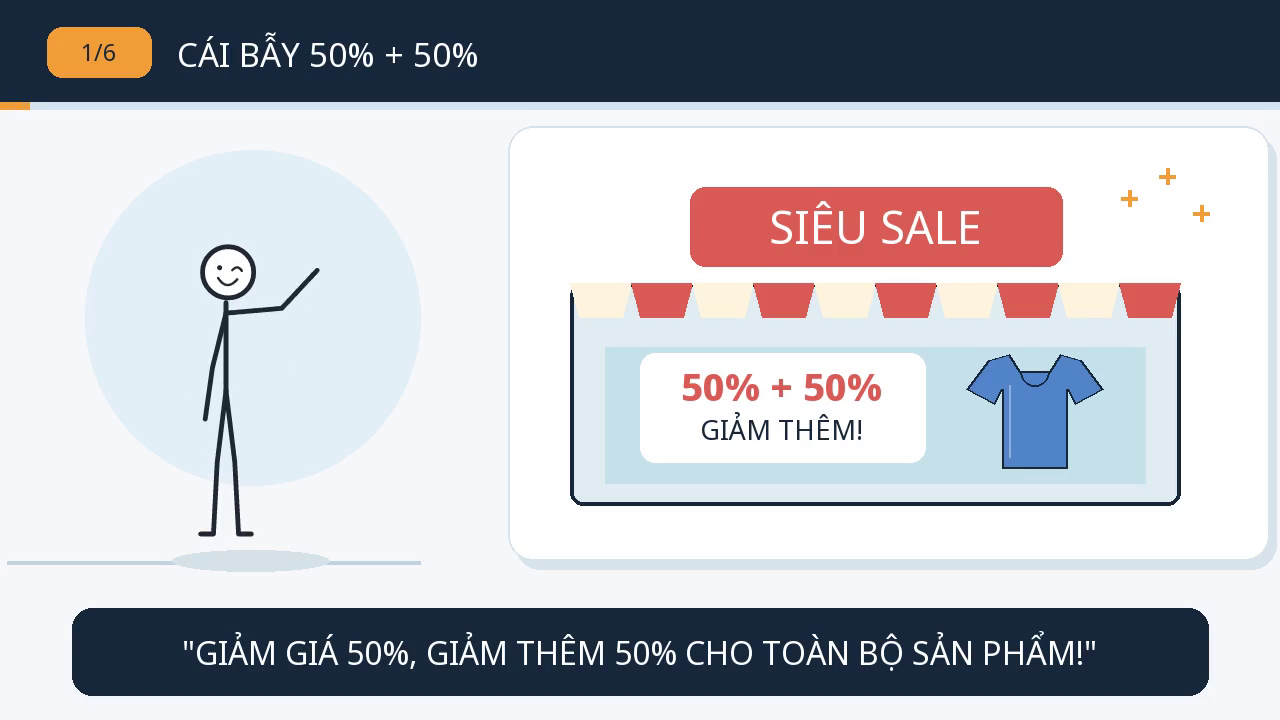 1/6
CÁI BẪY 50% + 50%
SIÊU SALE
50% + 50%
GIẢM THÊM!
"GIẢM GIÁ 50%, GIẢM THÊM 50% CHO TOÀN BỘ SẢN PHẨM!"